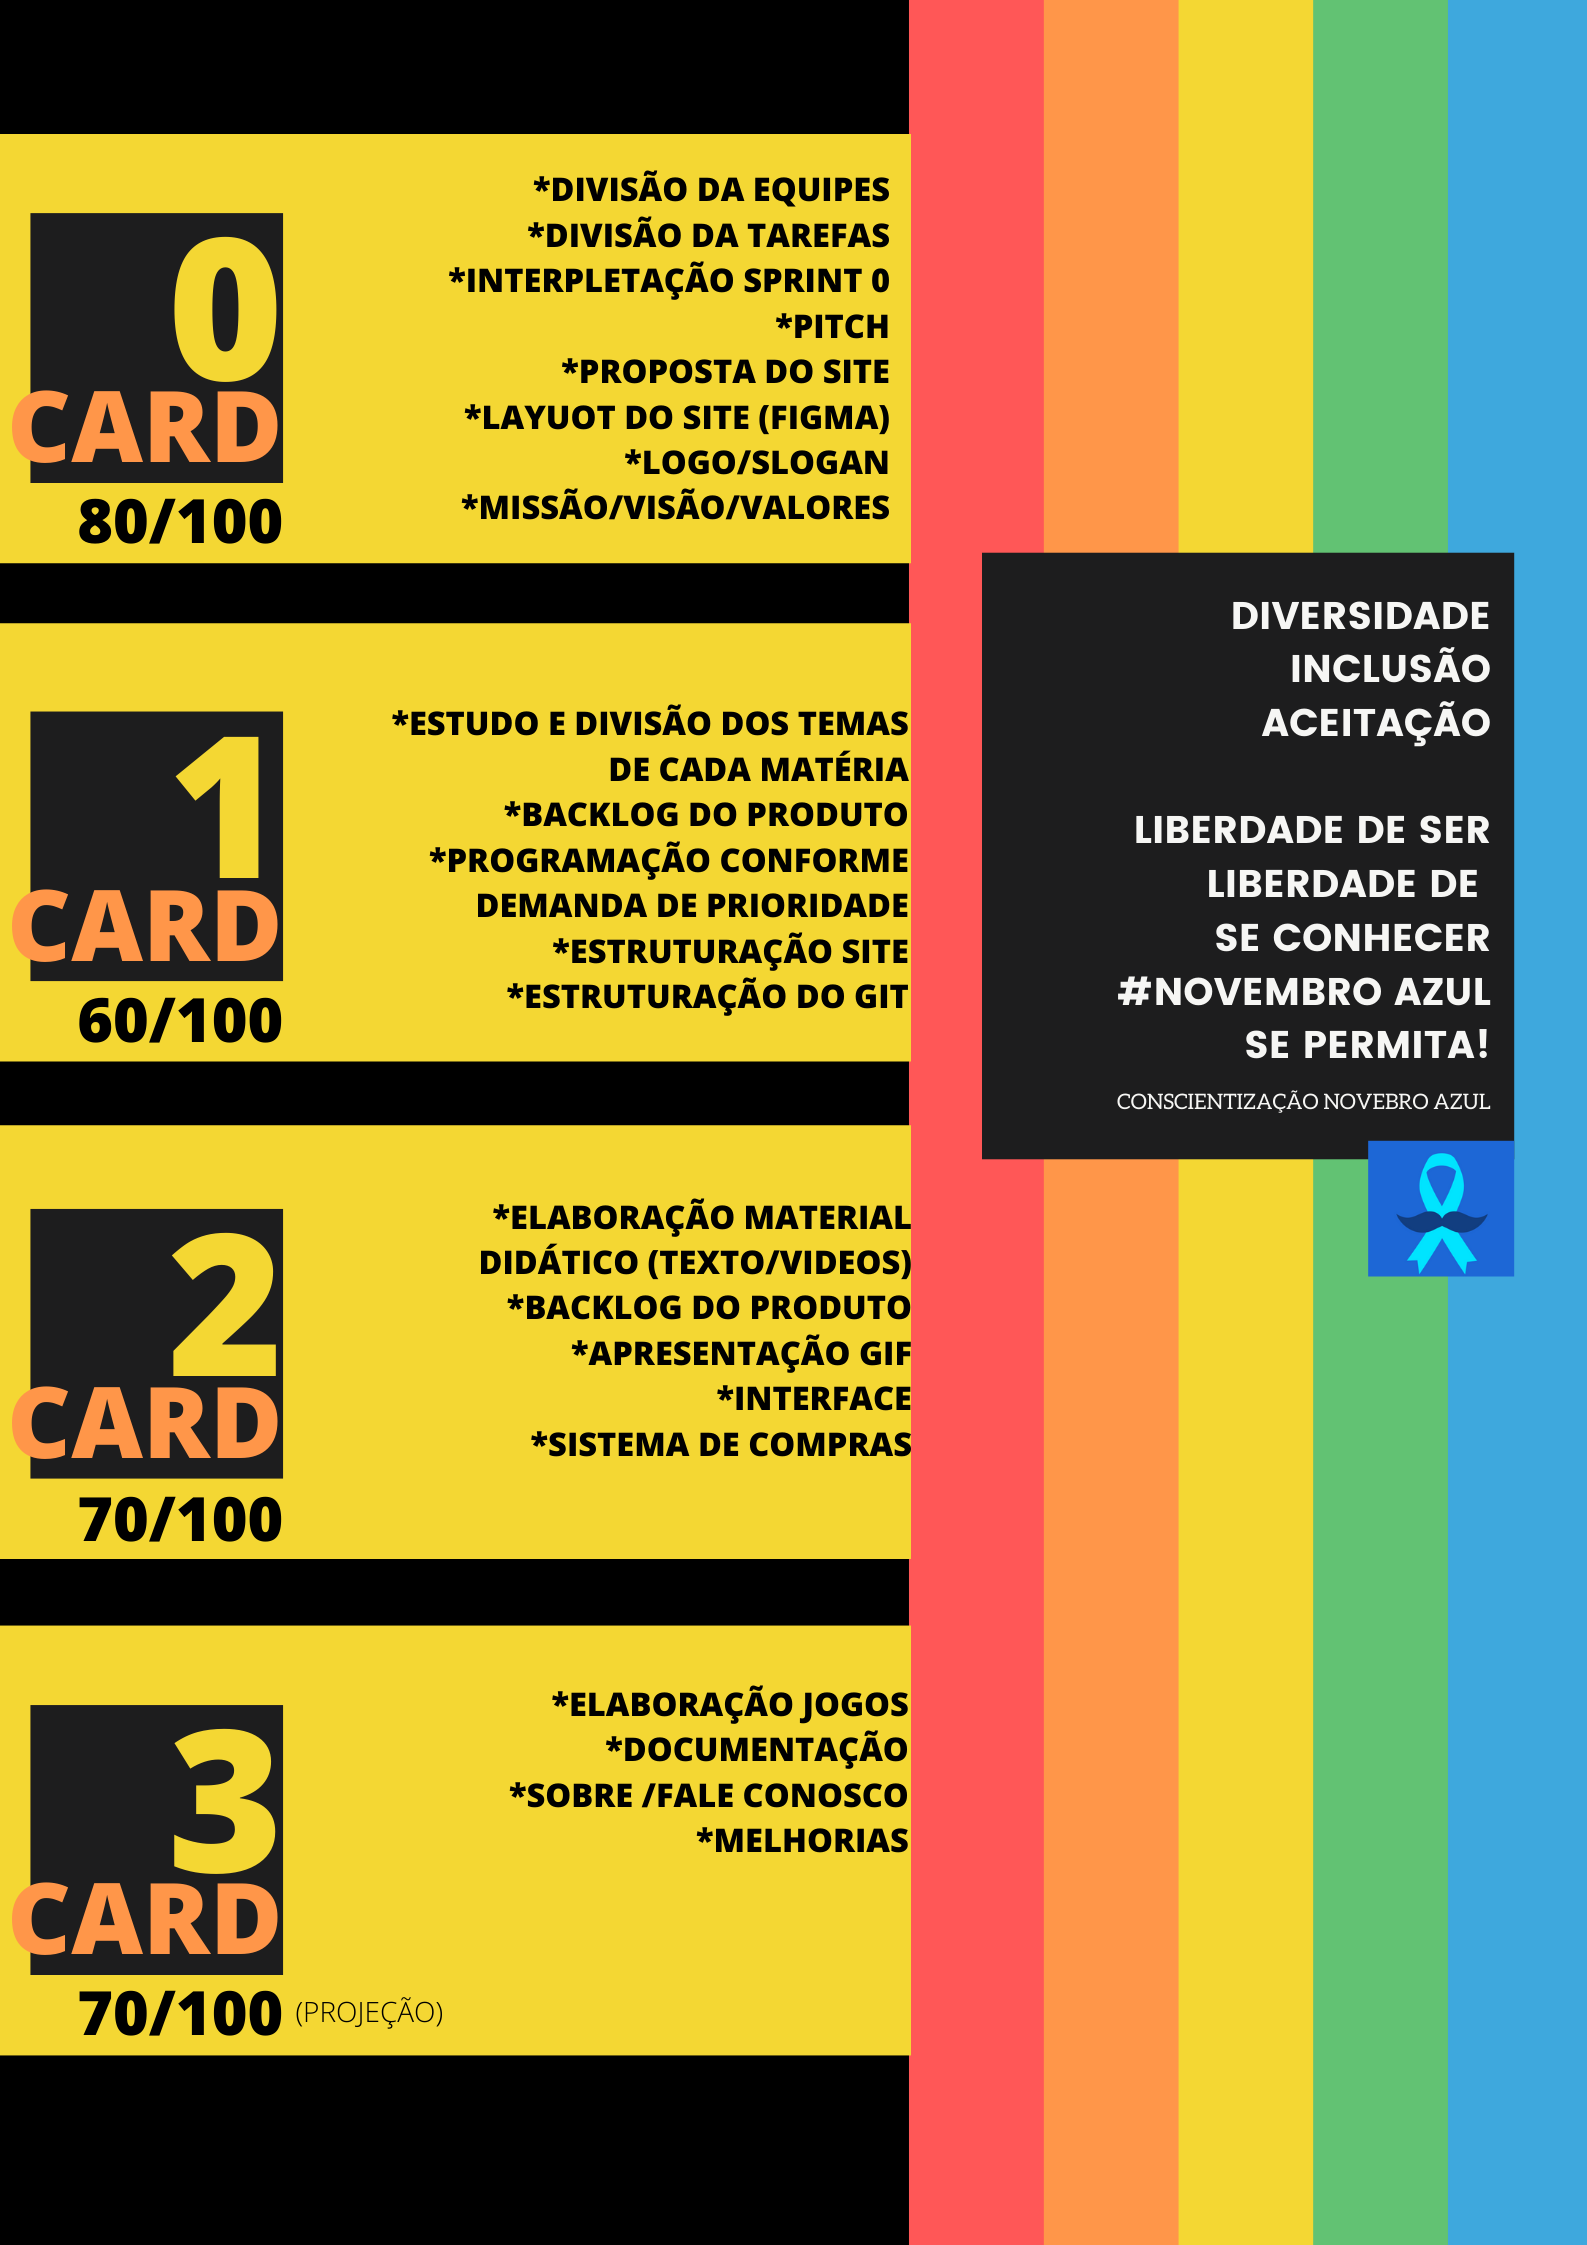 0
CARD
80/100
*DIVISÃO DA EQUIPES
*DIVISÃO DA TAREFAS
*INTERPLETAÇÃO SPRINT 0
*PITCH
*PROPOSTA DO SITE
*LAYUOT DO SITE (FIGMA)
*LOGO/SLOGAN
*MISSÃO/VISÃO/VALORES
1
CARD
60/100
*ESTUDO E DIVISÃO DOS TEMAS
DE CADA MATÉRIA
*BACKLOG DO PRODUTO
*PROGRAMAÇÃO CONFORME
DEMANDA DE PRIORIDADE
*ESTRUTURAÇÃO SITE
*ESTRUTURAÇÃO DO GIT
2
CARD
70/100
*ELABORAÇÃO MATERIAL
DIDÁTICO (TEXTO/VIDEOS)
*BACKLOG DO PRODUTO
*APRESENTAÇÃO GIF
*INTERFACE
*SISTEMA DE COMPRAS
3
CARD
70/100 (PROJEÇÃO)
*ELABORAÇÃO JOGOS
*DOCUMENTAÇÃO
*SOBRE /FALE CONOSCO
*MELHORIAS
DIVERSIDADE
INCLUSÃO
ACEITAÇÃO
LIBERDADE DE SER
LIBERDADE DE
SE CONHECER
#NOVEMBRO AZUL
SE PERMITA!
CONSCIENTIZAÇÃO NOVEBRO AZUL